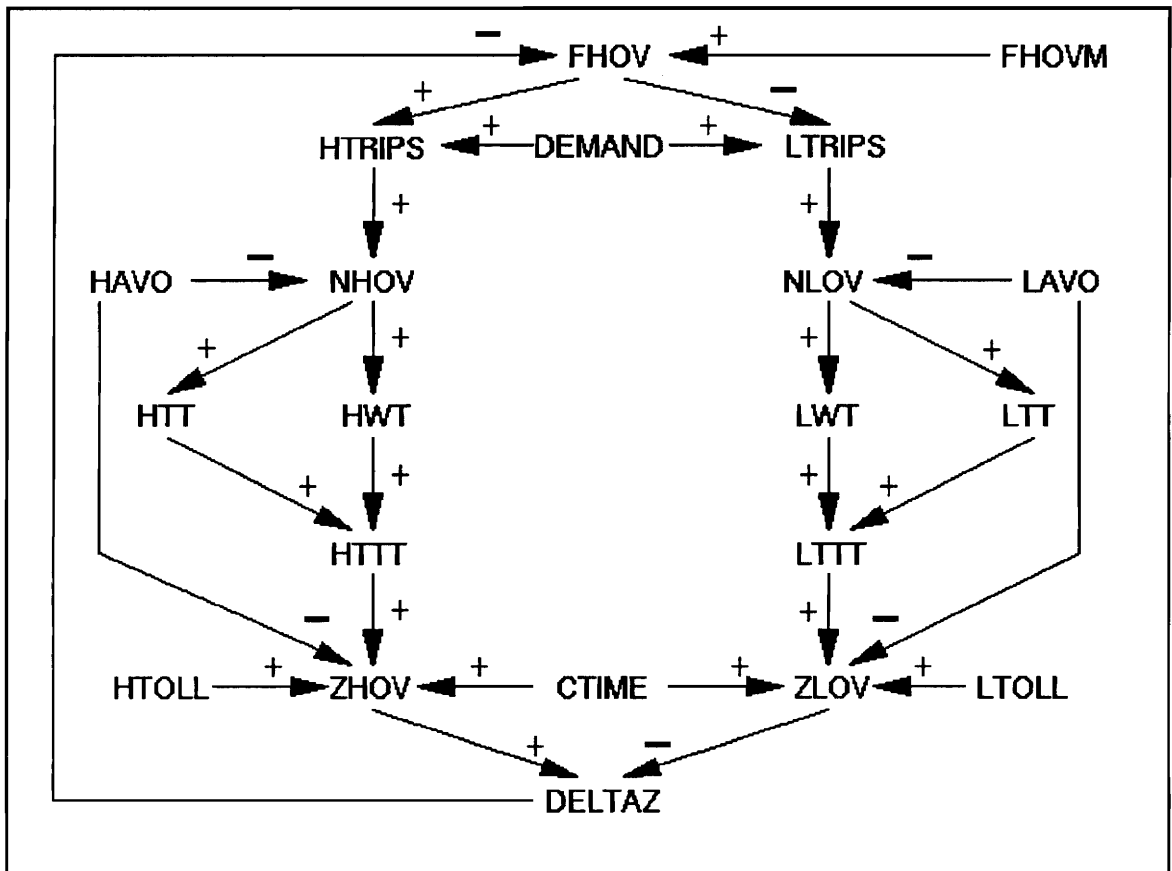 − FHOV + FHOVM
+ −
HTRIPS + DEMAND + LTRIPS
+ +
HAVO − NHOV NLOV − LAVO
+ + + +
HTT HWT LWT LTT
+ + + +
HTTT LTTT
− + + −
HTOLL + ZHOV + CTIME + ZLOV + LTOLL
+ −
DELTAZ